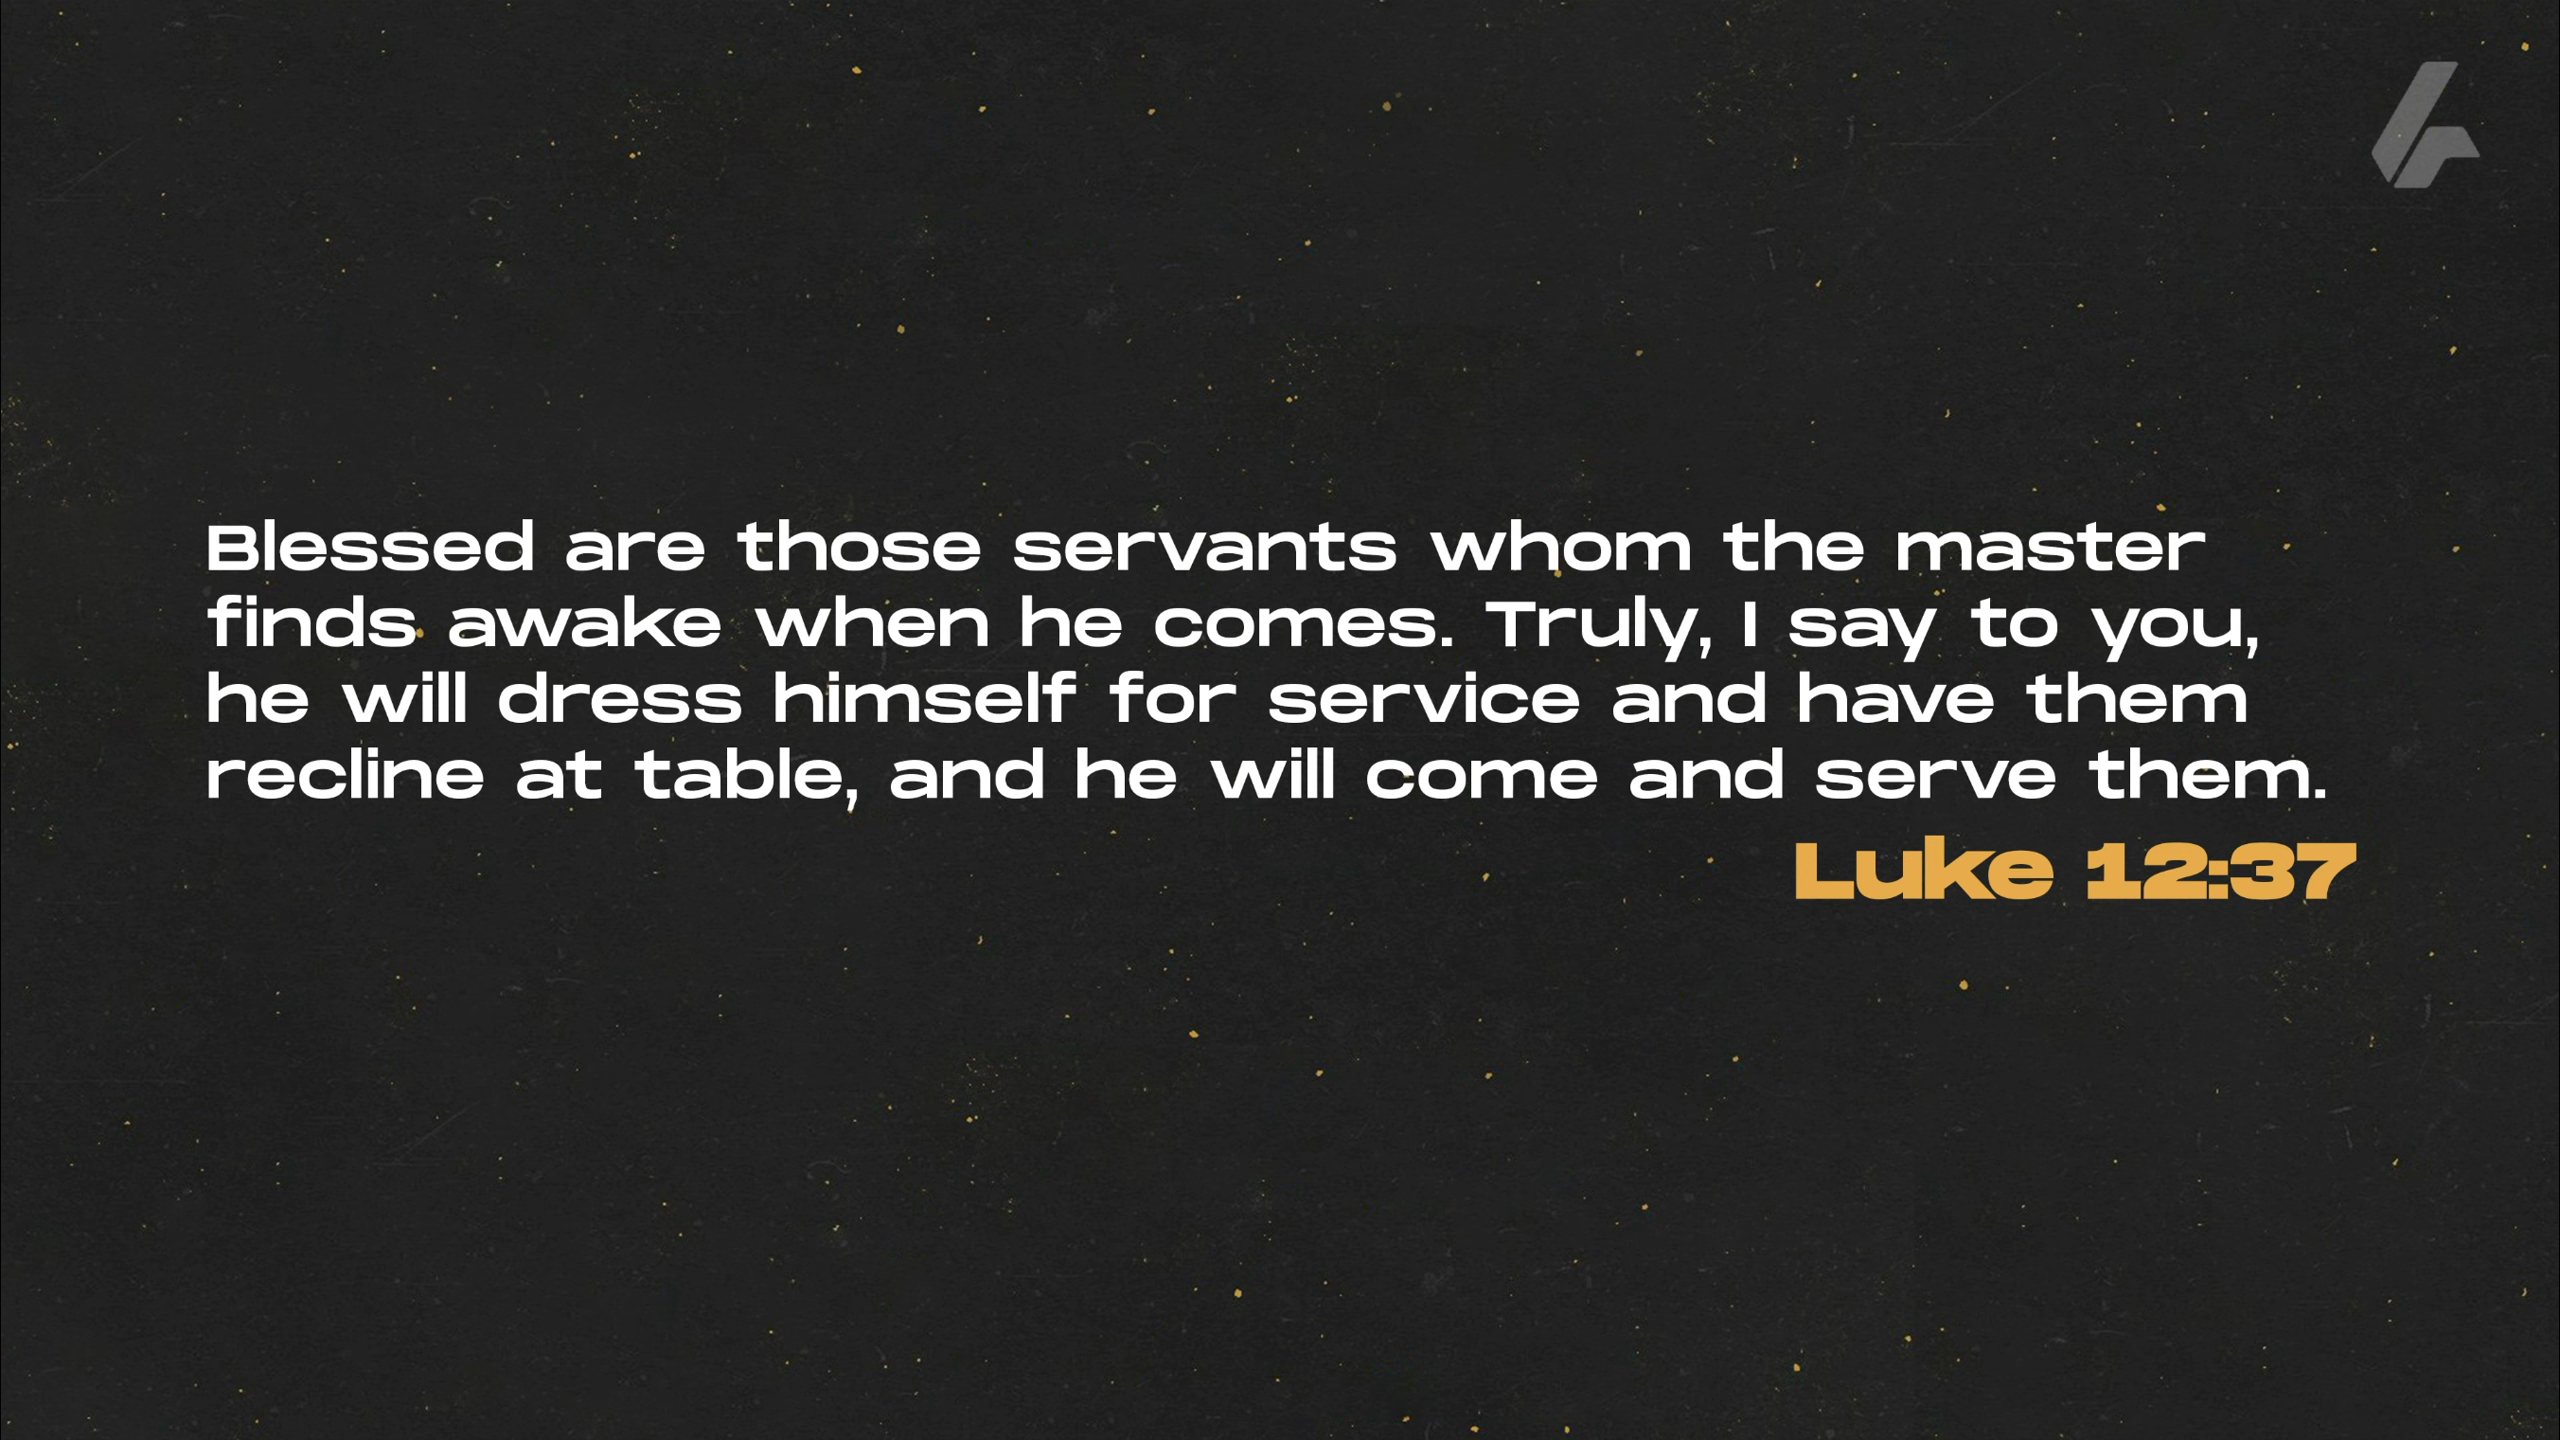 Blessed are those servants whom the master
finds awake when he comes. Truly, I say to you,
he will dress himself for service and have them
recline at table, and he will come and serve them.
Luke 12:37